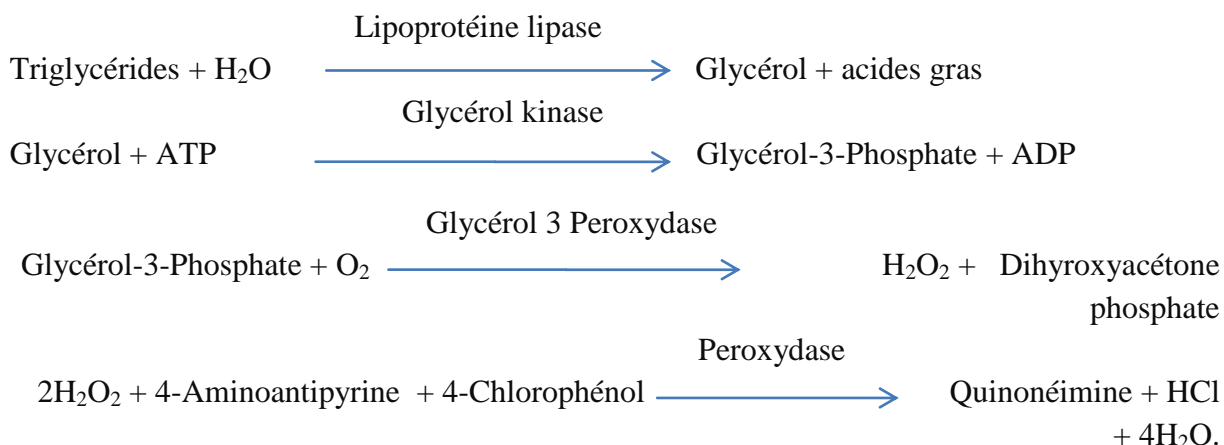 Lipoprotéine lipase
Triglycérides + H₂O Glycérol + acides gras
Glycérol kinase
Glycérol + ATP Glycérol-3-Phosphate + ADP
Glycérol 3 Peroxydase
Glycérol-3-Phosphate + O₂ H₂O₂ + Dihyroxyacétone
phosphate
Peroxydase
2H₂O₂ + 4-Aminoantipyrine + 4-Chlorophénol Quinonéimine + HCl
+ 4H₂O.